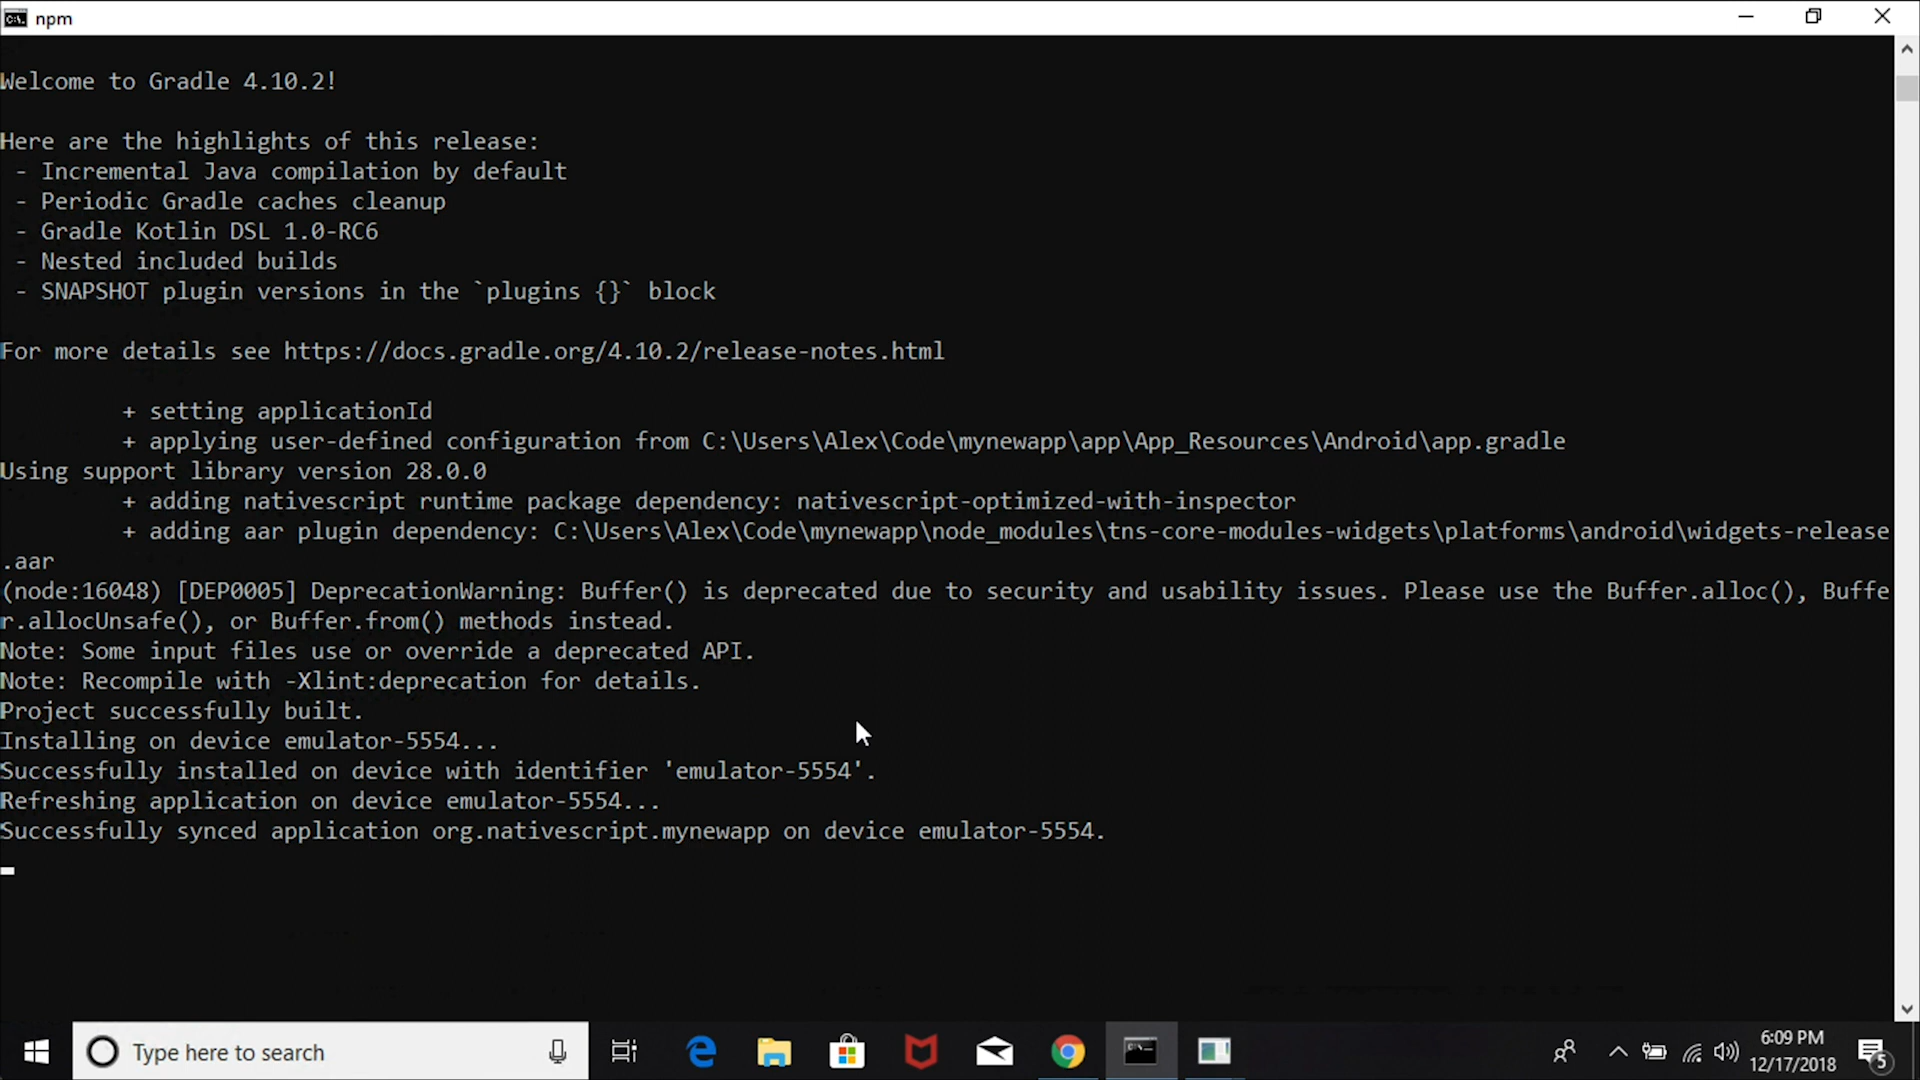 npm
Welcome to Gradle 4.10.2!
Here are the highlights of this release:
- Incremental Java compilation by default
- Periodic Gradle caches cleanup
- Gradle Kotlin DSL 1.0-RC6
- Nested included builds
- SNAPSHOT plugin versions in the `plugins {}` block
For more details see https://docs.gradle.org/4.10.2/release-notes.html
+ setting applicationId
+ applying user-defined configuration from C:\Users\Alex\Code\mynewapp\app\App_Resources\Android\app.gradle
Using support library version 28.0.0
+ adding nativescript runtime package dependency: nativescript-optimized-with-inspector
+ adding aar plugin dependency: C:\Users\Alex\Code\mynewapp\node_modules\tns-core-modules-widgets\platforms\android\widgets-release
.aar
(node:16048) [DEP0005] DeprecationWarning: Buffer() is deprecated due to security and usability issues. Please use the Buffer.alloc(), Buffe
r.allocUnsafe(), or Buffer.from() methods instead.
Note: Some input files use or override a deprecated API.
Note: Recompile with -Xlint:deprecation for details.
Project successfully built.
Installing on device emulator-5554...
Successfully installed on device with identifier 'emulator-5554'.
Refreshing application on device emulator-5554...
Successfully synced application org.nativescript.mynewapp on device emulator-5554.
Type here to search
6:09 PM
12/17/2018
5